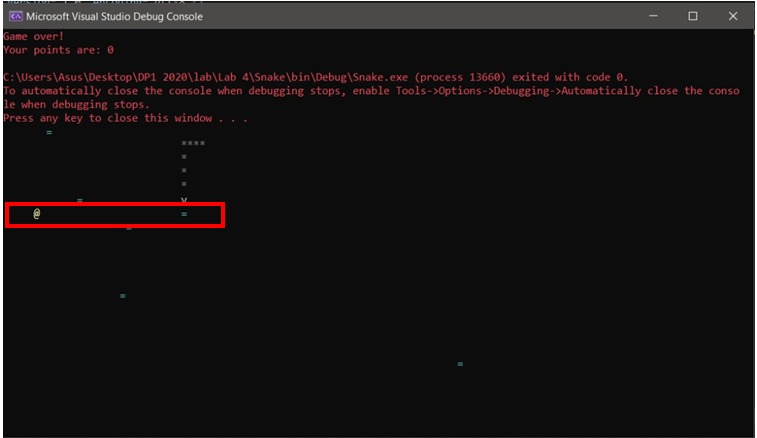 Microsoft Visual Studio Debug Console
Game over!
Your points are: 0
C:\Users\Asus\Desktop\DP1 2020\lab\Lab 4\Snake\bin\Debug\Snake.exe (process 13660) exited with code 0.
To automatically close the console when debugging stops, enable Tools->Options->Debugging->Automatically close the conso
le when debugging stops.
Press any key to close this window . . .
=
****
*
*
*
= v
@ =
=
=
=